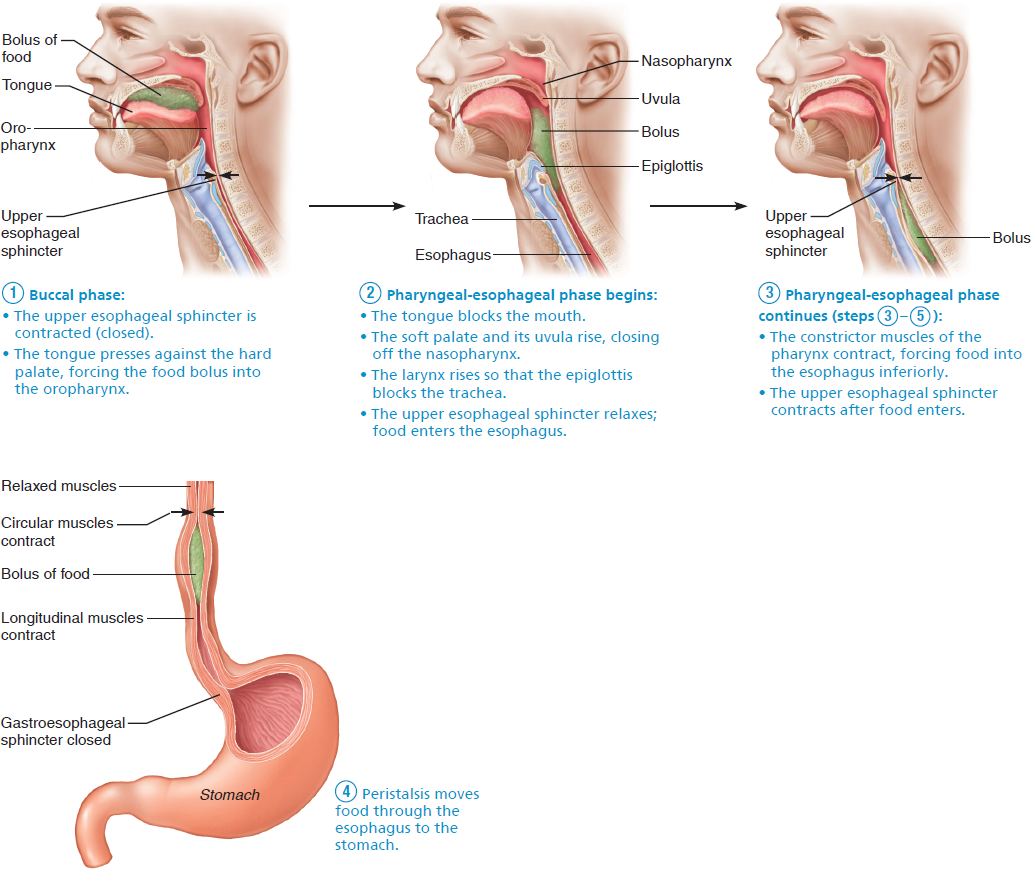 Bolus of
food
Tongue
Oro-
pharynx
Upper
esophageal
sphincter
Nasopharynx
Uvula
Bolus
Epiglottis
Trachea
Esophagus
Upper
esophageal
sphincter
Bolus
1 Buccal phase:
• The upper esophageal sphincter is
contracted (closed).
• The tongue presses against the hard
palate, forcing the food bolus into
the oropharynx.
2 Pharyngeal-esophageal phase begins:
• The tongue blocks the mouth.
• The soft palate and its uvula rise, closing
off the nasopharynx.
• The larynx rises so that the epiglottis
blocks the trachea.
• The upper esophageal sphincter relaxes;
food enters the esophagus.
3 Pharyngeal-esophageal phase
continues (steps 3–5):
• The constrictor muscles of the
pharynx contract, forcing food into
the esophagus inferiorly.
• The upper esophageal sphincter
contracts after food enters.
Relaxed muscles
Circular muscles
contract
Bolus of food
Longitudinal muscles
contract
Gastroesophageal
sphincter closed
Stomach
4 Peristalsis moves
food through the
esophagus to the
stomach.